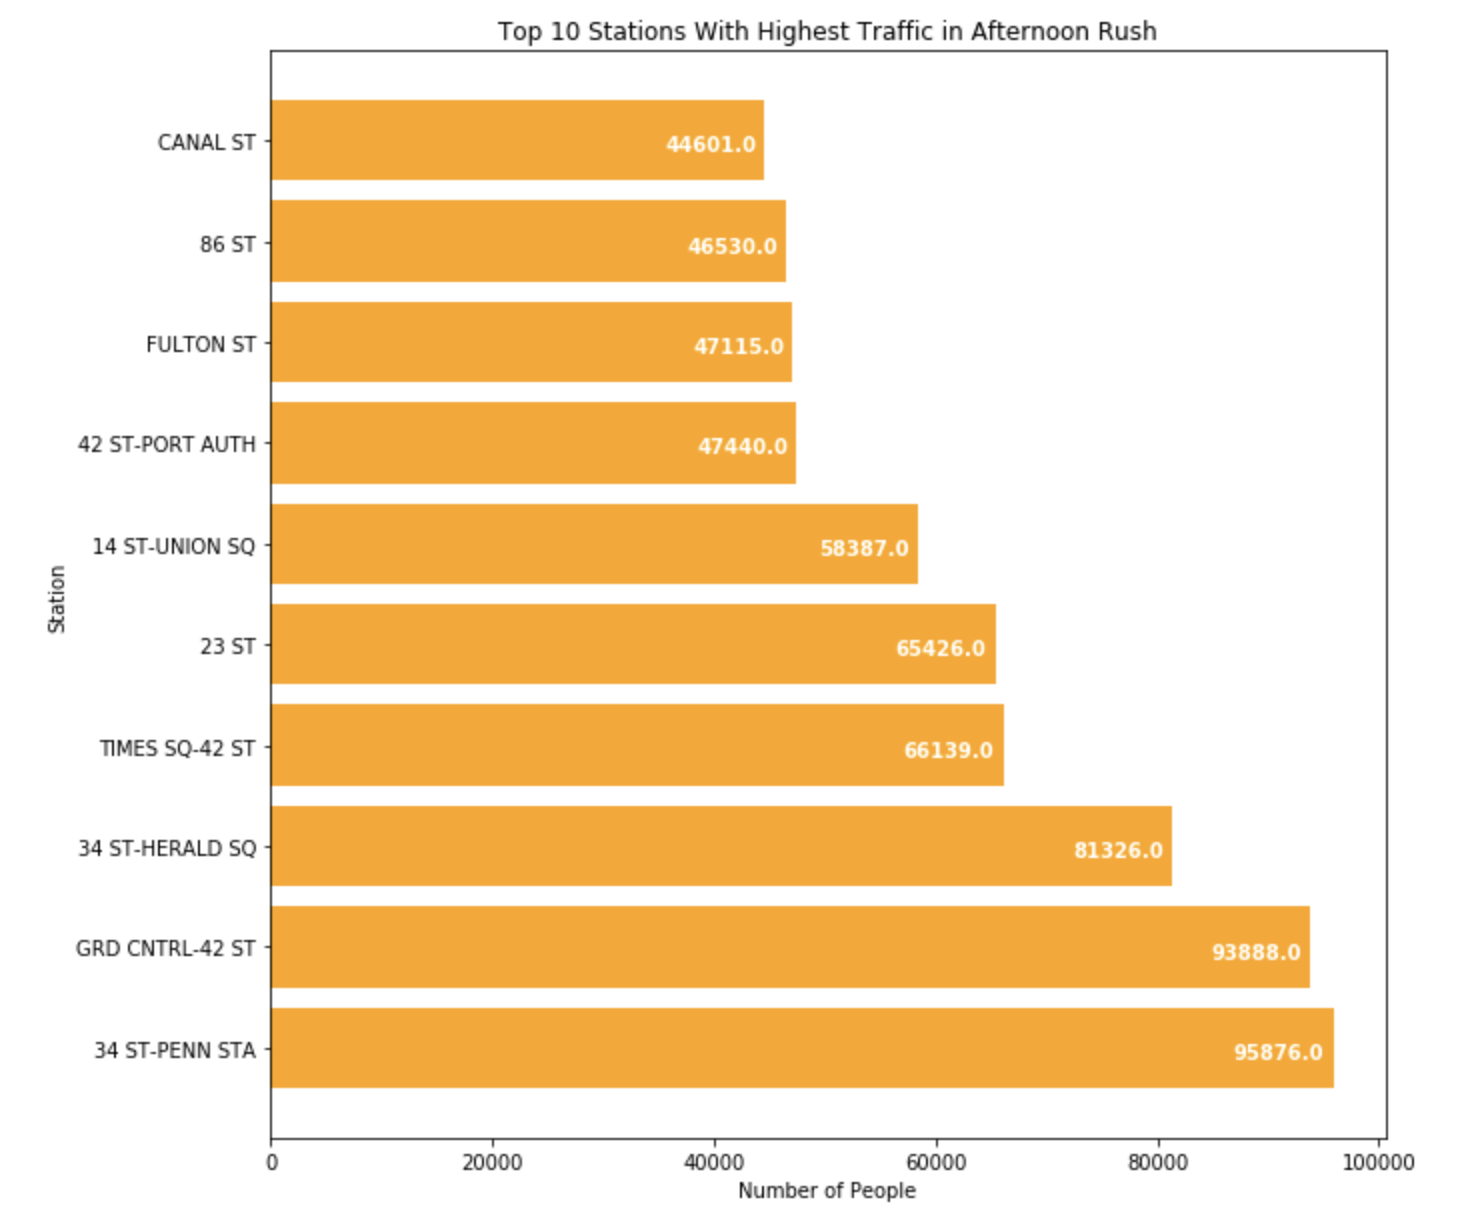 Top 10 Stations With Highest Traffic in Afternoon Rush
CANAL ST
44601.0
86 ST
46530.0
FULTON ST
47115.0
42 ST-PORT AUTH
47440.0
14 ST-UNION SQ
58387.0
23 ST
65426.0
TIMES SQ-42 ST
66139.0
34 ST-HERALD SQ
81326.0
GRD CNTRL-42 ST
93888.0
34 ST-PENN STA
95876.0
Station
0 20000 40000 60000 80000 100000
Number of People